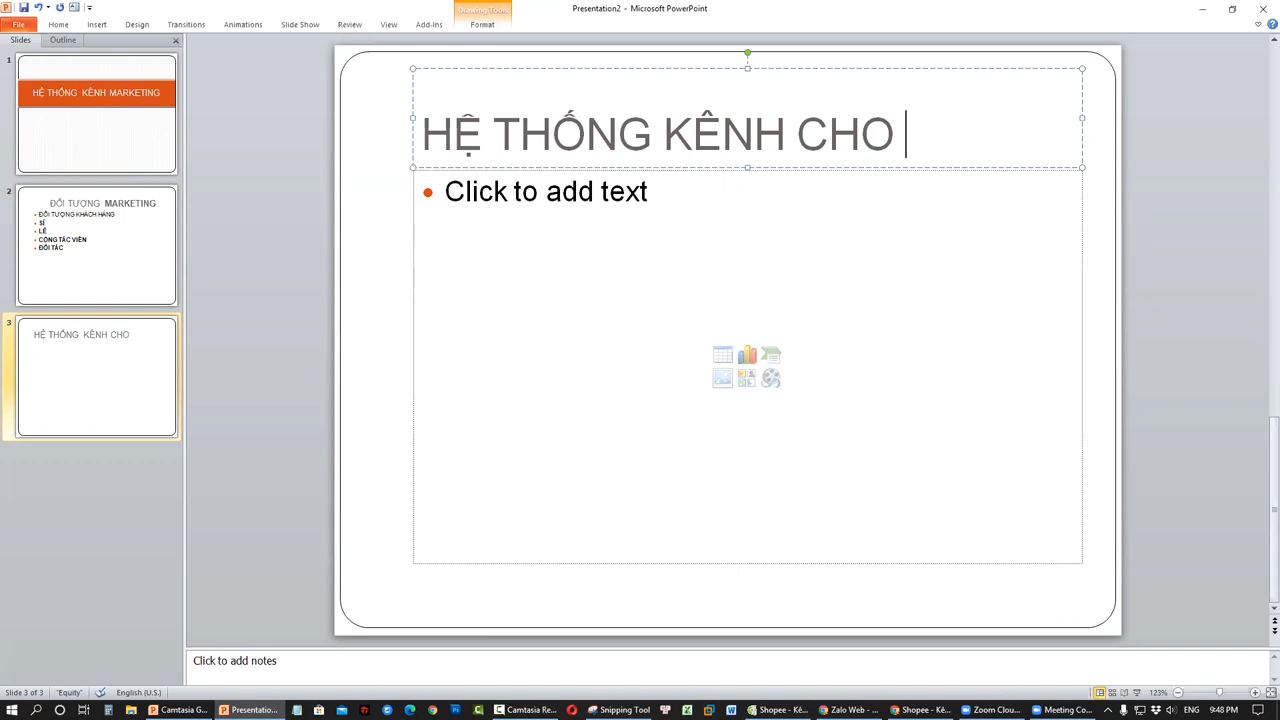 Drawing Tools
Presentation2 - Microsoft PowerPoint
File Home Insert Design Transitions Animations Slide Show Review View Add-Ins Format
Slides Outline
1
HỆ THỐNG KÊNH MARKETING
2
ĐỐI TƯỢNG MARKETING
ĐỐI TƯỢNG KHÁCH HÀNG
SỈ
LẺ
CỘNG TÁC VIÊN
ĐỐI TÁC
3
HỆ THỐNG KÊNH CHO
HỆ THỐNG KÊNH CHO
Click to add text
Click to add notes
Slide 3 of 3 "Equity" English (U.S.) 123%
Camtasia G... Presentatio... Camtasia Re... Snipping Tool Shopee - Kê... Zalo Web - ... Shopee - Kê... Zoom Cloud... Meeting Co... 9:48 PM